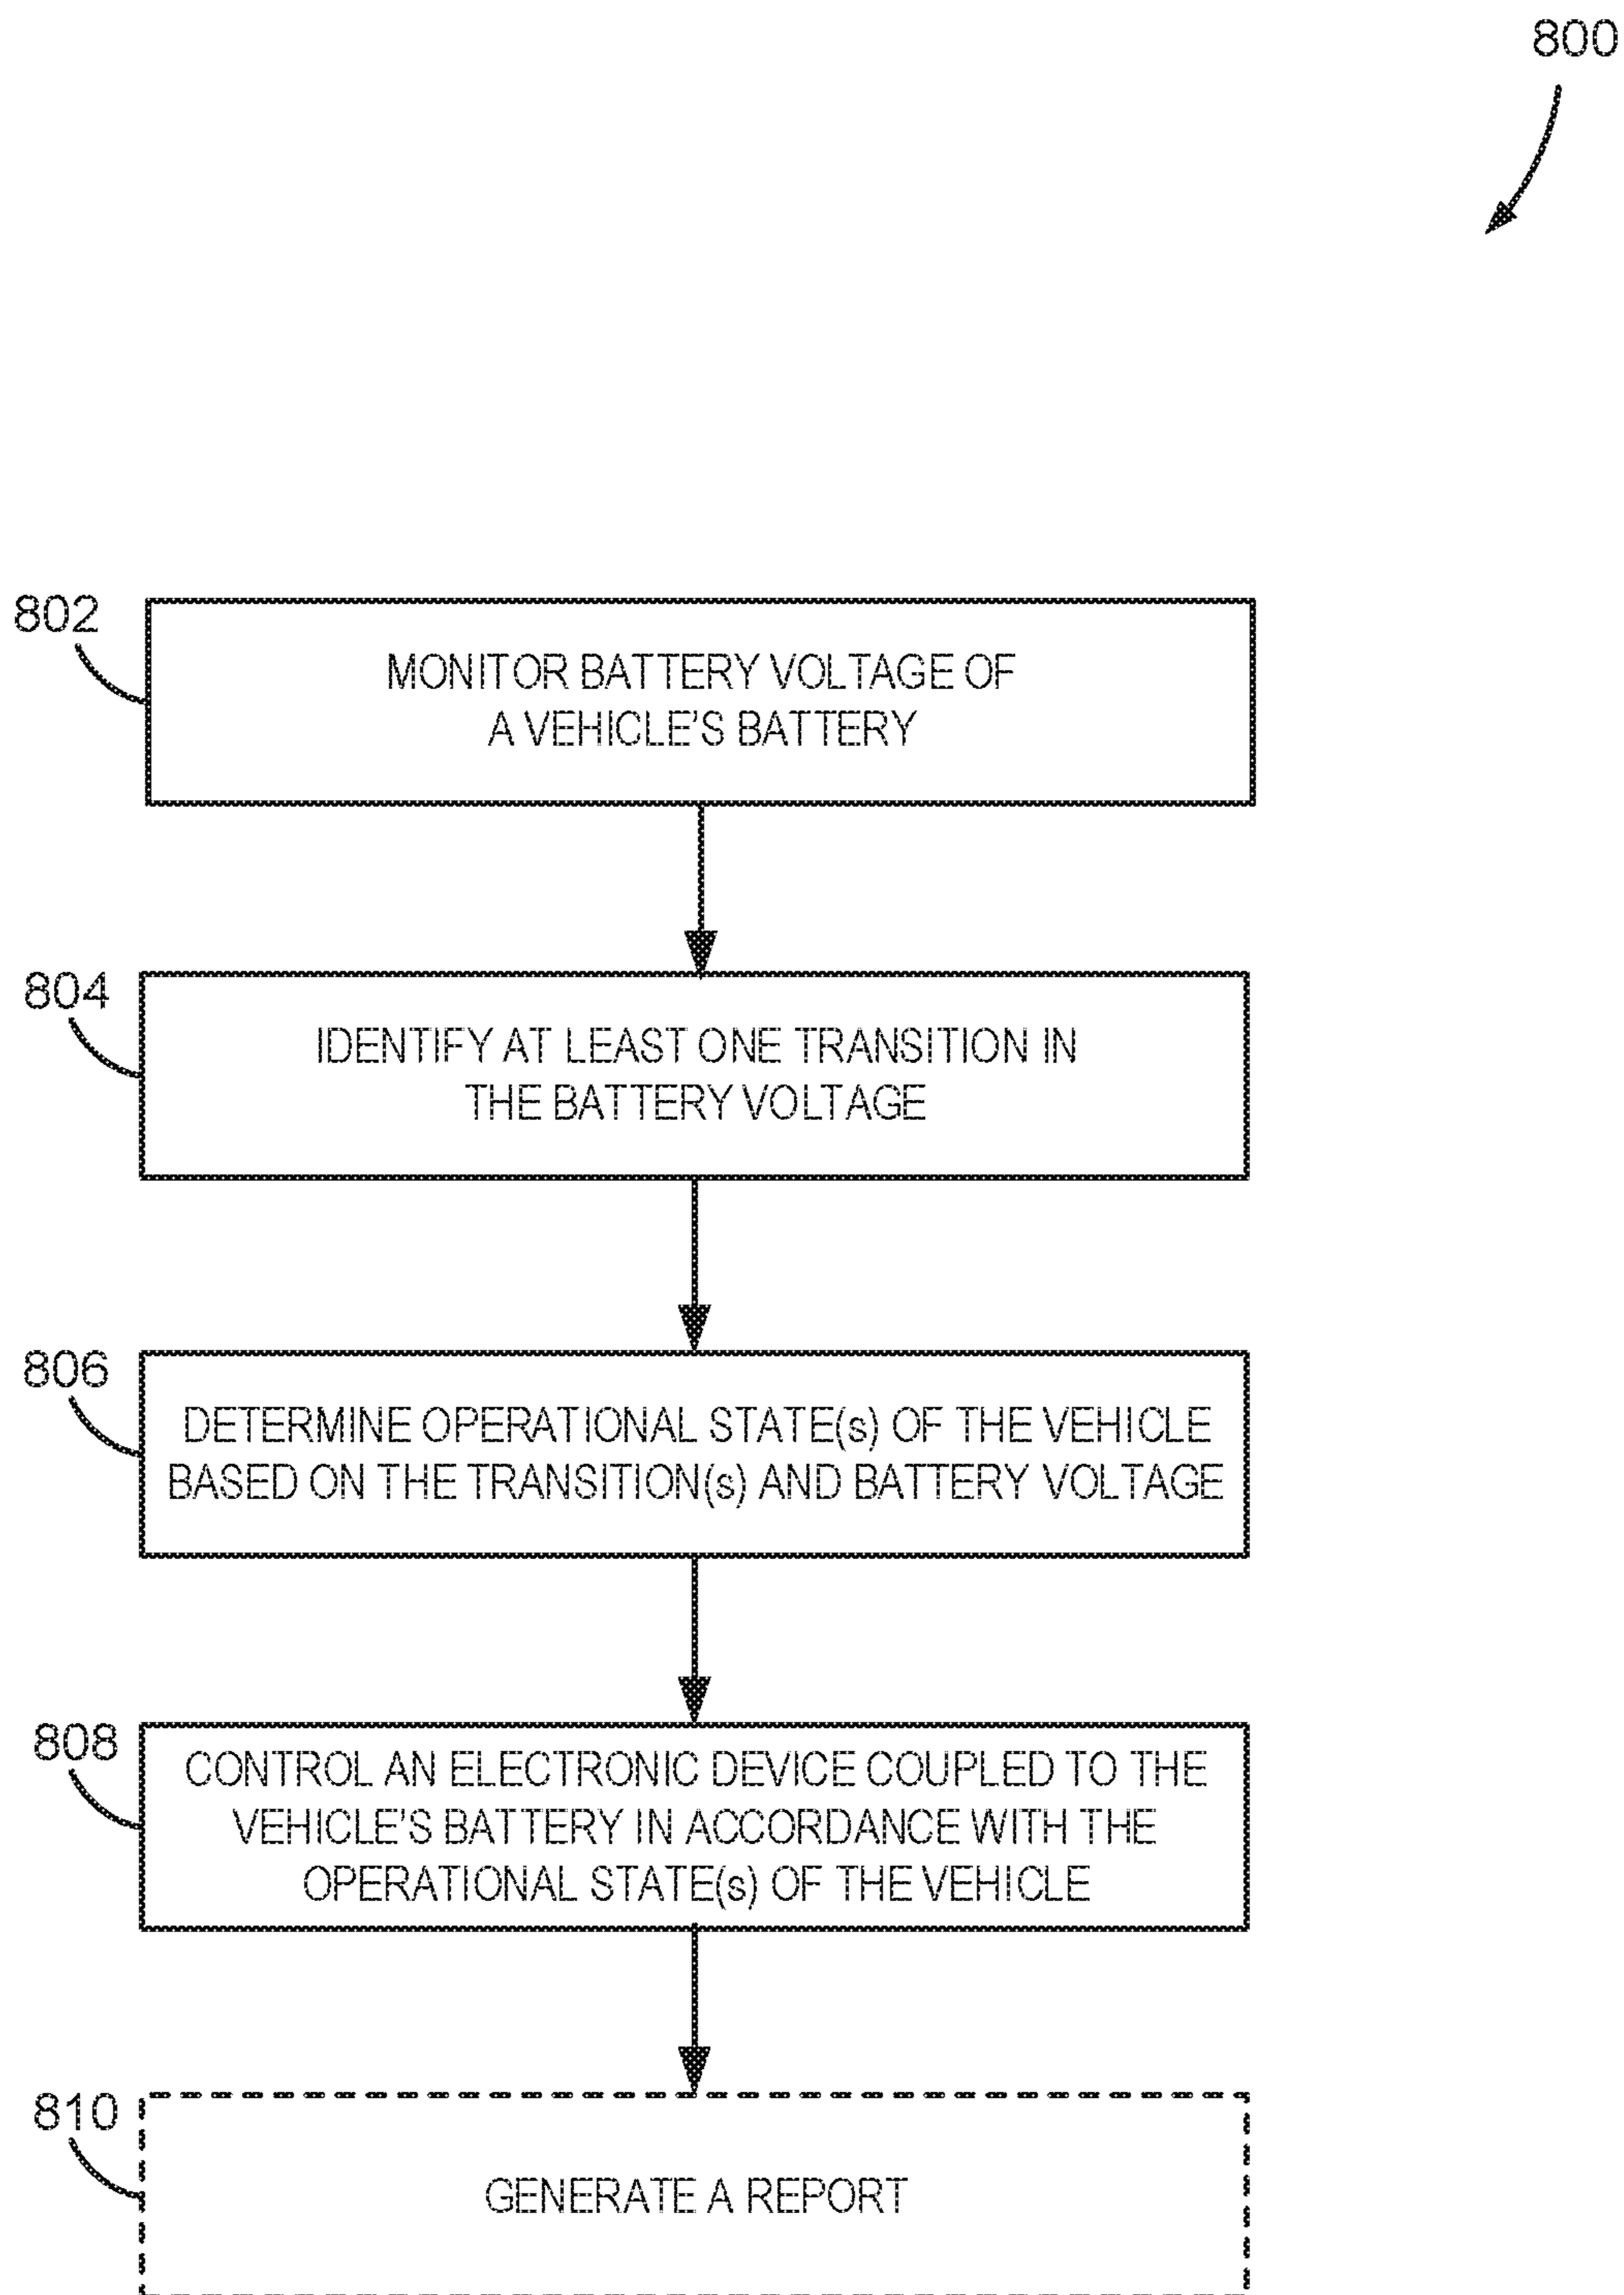 800
802
MONITOR BATTERY VOLTAGE OF
A VEHICLE'S BATTERY
804
IDENTIFY AT LEAST ONE TRANSITION IN
THE BATTERY VOLTAGE
806
DETERMINE OPERATIONAL STATE(s) OF THE VEHICLE
BASED ON THE TRANSITION(s) AND BATTERY VOLTAGE
808
CONTROL AN ELECTRONIC DEVICE COUPLED TO THE
VEHICLE'S BATTERY IN ACCORDANCE WITH THE
OPERATIONAL STATE(s) OF THE VEHICLE
810
GENERATE A REPORT